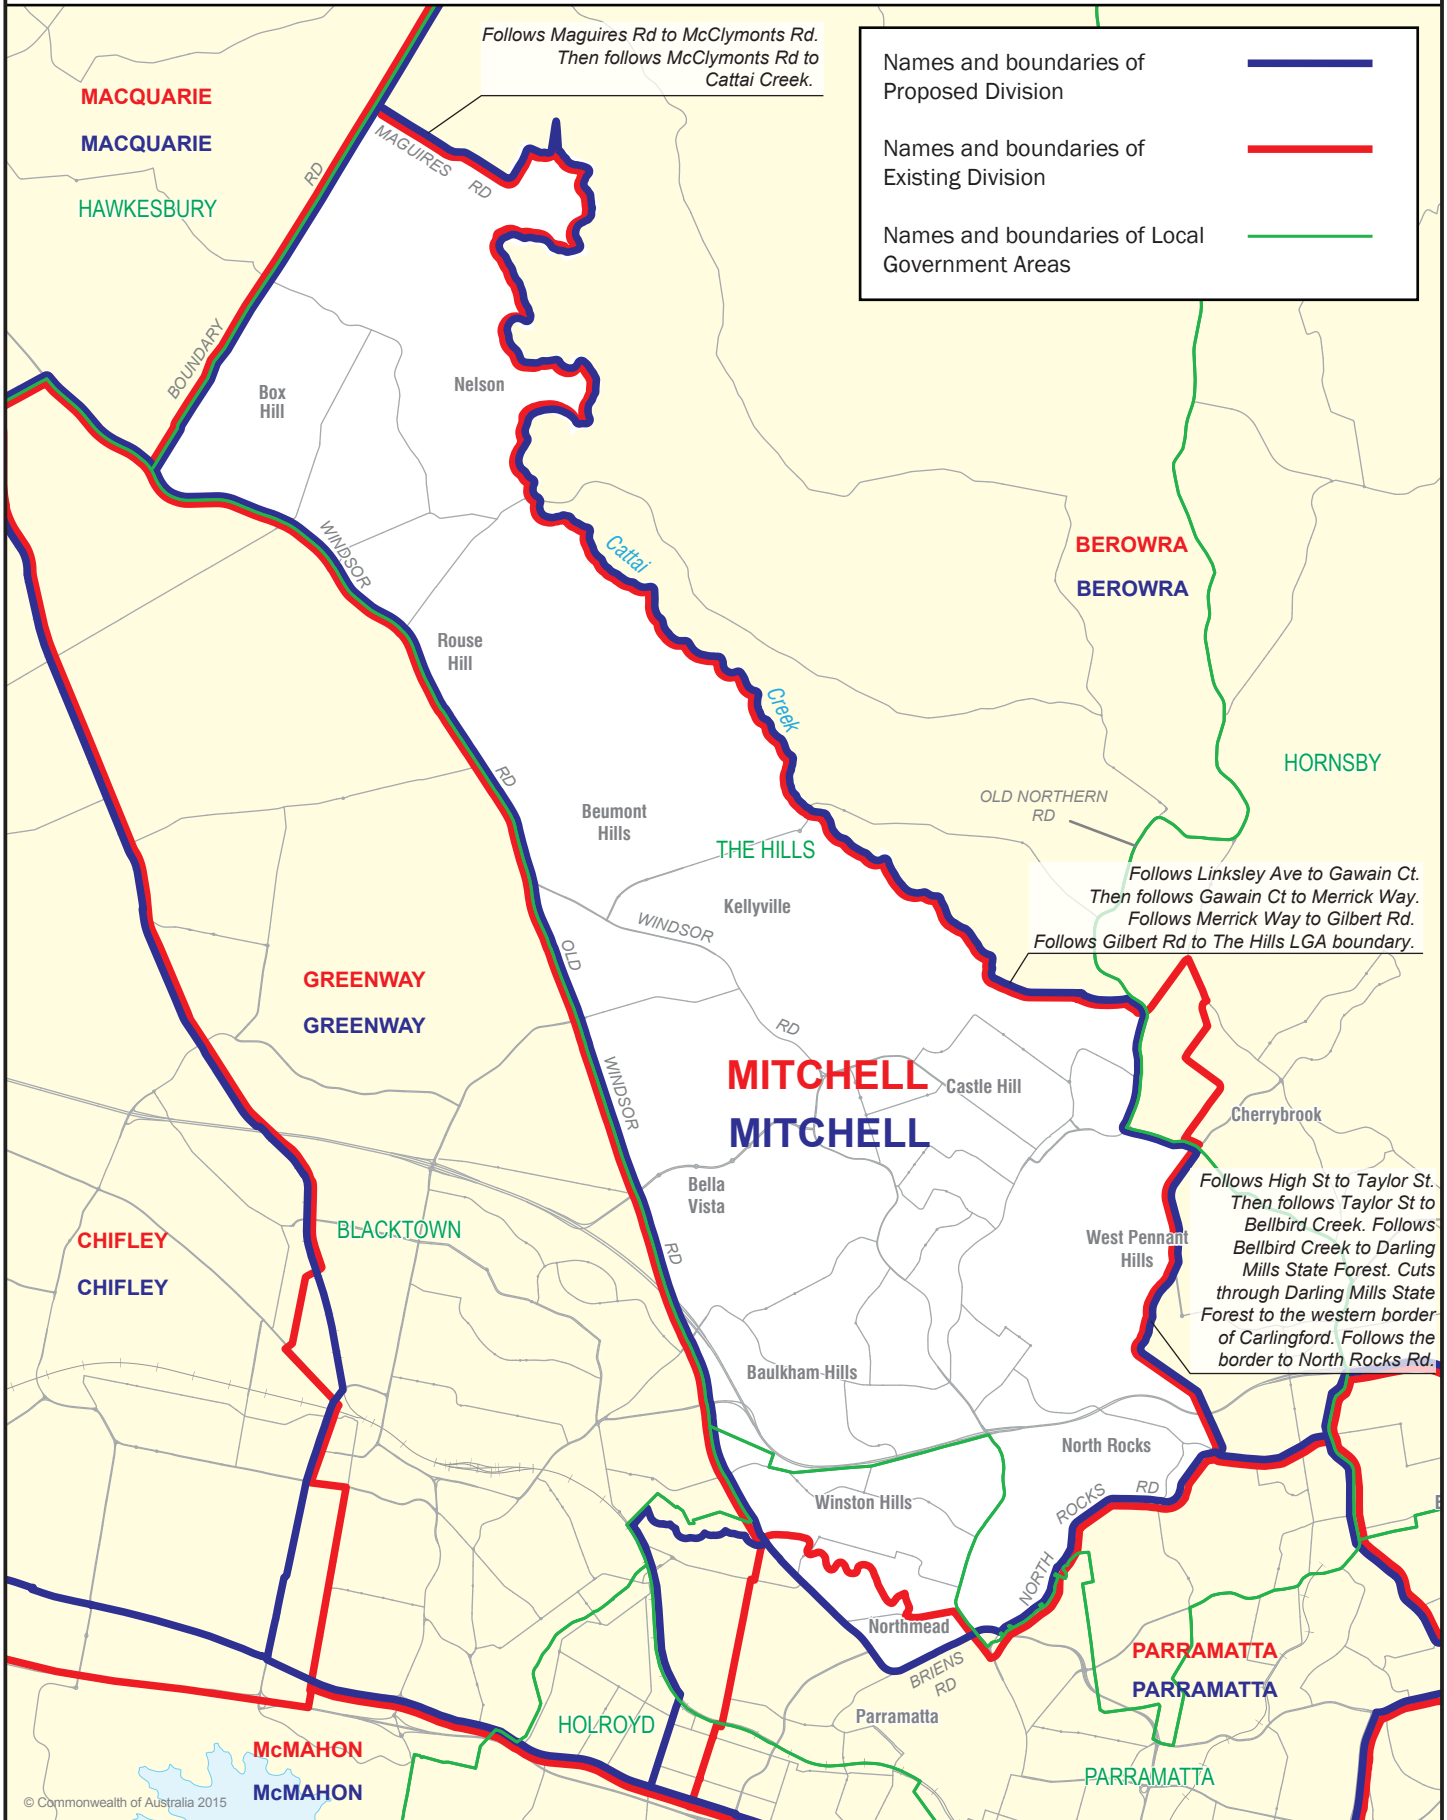 Follows Maguires Rd to McClymonts Rd.
Then follows McClymonts Rd to
Cattai Creek.
Names and boundaries of
Proposed Division
Names and boundaries of
Existing Division
Names and boundaries of Local
Government Areas
MACQUARIE
MACQUARIE
HAWKESBURY
RD
MAGUIRES
RD
BOUNDARY
Box
Hill
Nelson
WINDSOR
Cattai
BEROWRA
BEROWRA
Rouse
Hill
Creek
RD
HORNSBY
OLD NORTHERN
RD
Beumont
Hills
THE HILLS
Kellyville
WINDSOR
Follows Linksley Ave to Gawain Ct.
Then follows Gawain Ct to Merrick Way.
Follows Merrick Way to Gilbert Rd.
Follows Gilbert Rd to The Hills LGA boundary.
OLD
GREENWAY
GREENWAY
RD
WINDSOR
MITCHELL
MITCHELL
Castle Hill
Cherrybrook
Bella
Vista
Follows High St to Taylor St.
Then follows Taylor St to
Bellbird Creek. Follows
Bellbird Creek to Darling
Mills State Forest. Cuts
through Darling Mills State
Forest to the western border
of Carlingford. Follows the
border to North Rocks Rd.
CHIFLEY
CHIFLEY
BLACKTOWN
RD
West Pennant
Hills
Baulkham Hills
North Rocks
Winston Hills
ROCKS
RD
NORTH
Northmead
BRIENS
RD
PARRAMATTA
PARRAMATTA
Parramatta
HOLROYD
McMAHON
McMAHON
PARRAMATTA
© Commonwealth of Australia 2015